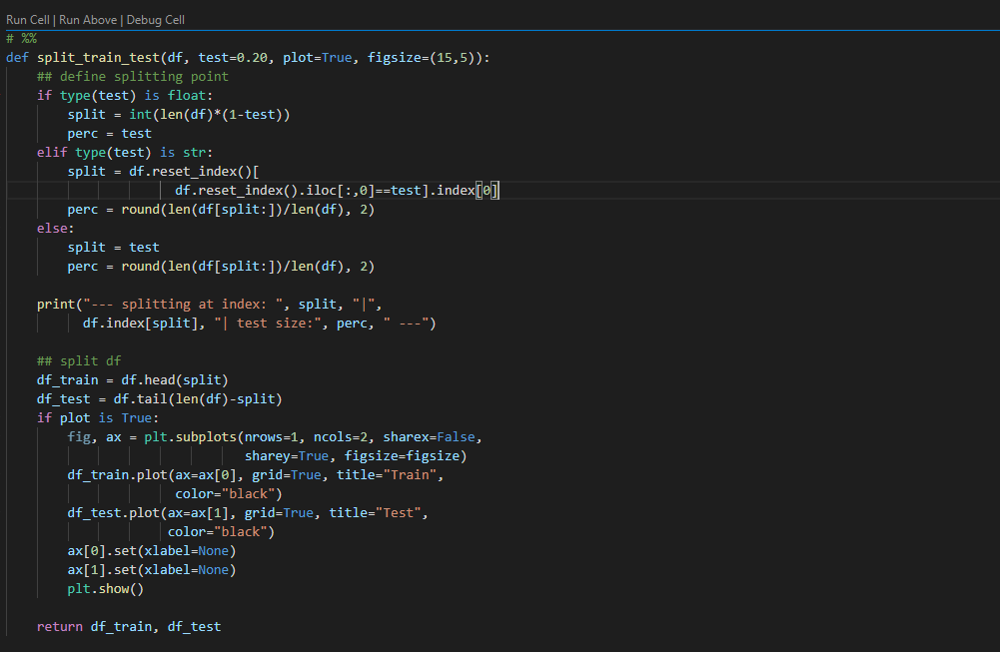 Run Cell | Run Above | Debug Cell
# %%
def split_train_test(df, test=0.20, plot=True, figsize=(15,5)):
    ## define splitting point
    if type(test) is float:
        split = int(len(df)*(1-test))
        perc = test
    elif type(test) is str:
        split = df.reset_index()[
                      df.reset_index().iloc[:,0]==test].index[0]
        perc = round(len(df[split:])/len(df), 2)
    else:
        split = test
        perc = round(len(df[split:])/len(df), 2)

    print("--- splitting at index: ", split, "|",
          df.index[split], "| test size:", perc, " ---")

    ## split df
    df_train = df.head(split)
    df_test = df.tail(len(df)-split)
    if plot is True:
        fig, ax = plt.subplots(nrows=1, ncols=2, sharex=False,
                               sharey=True, figsize=figsize)
        df_train.plot(ax=ax[0], grid=True, title="Train",
                      color="black")
        df_test.plot(ax=ax[1], grid=True, title="Test",
                     color="black")
        ax[0].set(xlabel=None)
        ax[1].set(xlabel=None)
        plt.show()

    return df_train, df_test